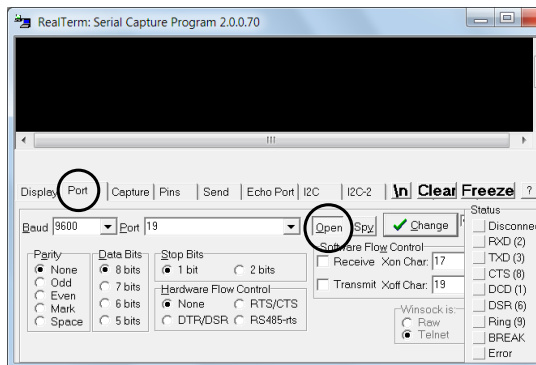 RealTerm: Serial Capture Program 2.0.0.70
Display Port Capture Pins Send Echo Port I2C I2C-2 \n Clear Freeze ?
Status
Baud 9600 Port 19 Open Spy Change
Disconnec
RXD (2)
TXD (3)
CTS (8)
DCD (1)
DSR (6)
Ring (9)
BREAK
Error
Parity
None
Odd
Even
Mark
Space
Data Bits
8 bits
7 bits
6 bits
5 bits
Stop Bits
1 bit 2 bits
Hardware Flow Control
None RTS/CTS
DTR/DSR RS485-rts
Software Flow Control
Receive Xon Char: 17
Transmit Xoff Char: 19
Winsock is:
Raw
Telnet